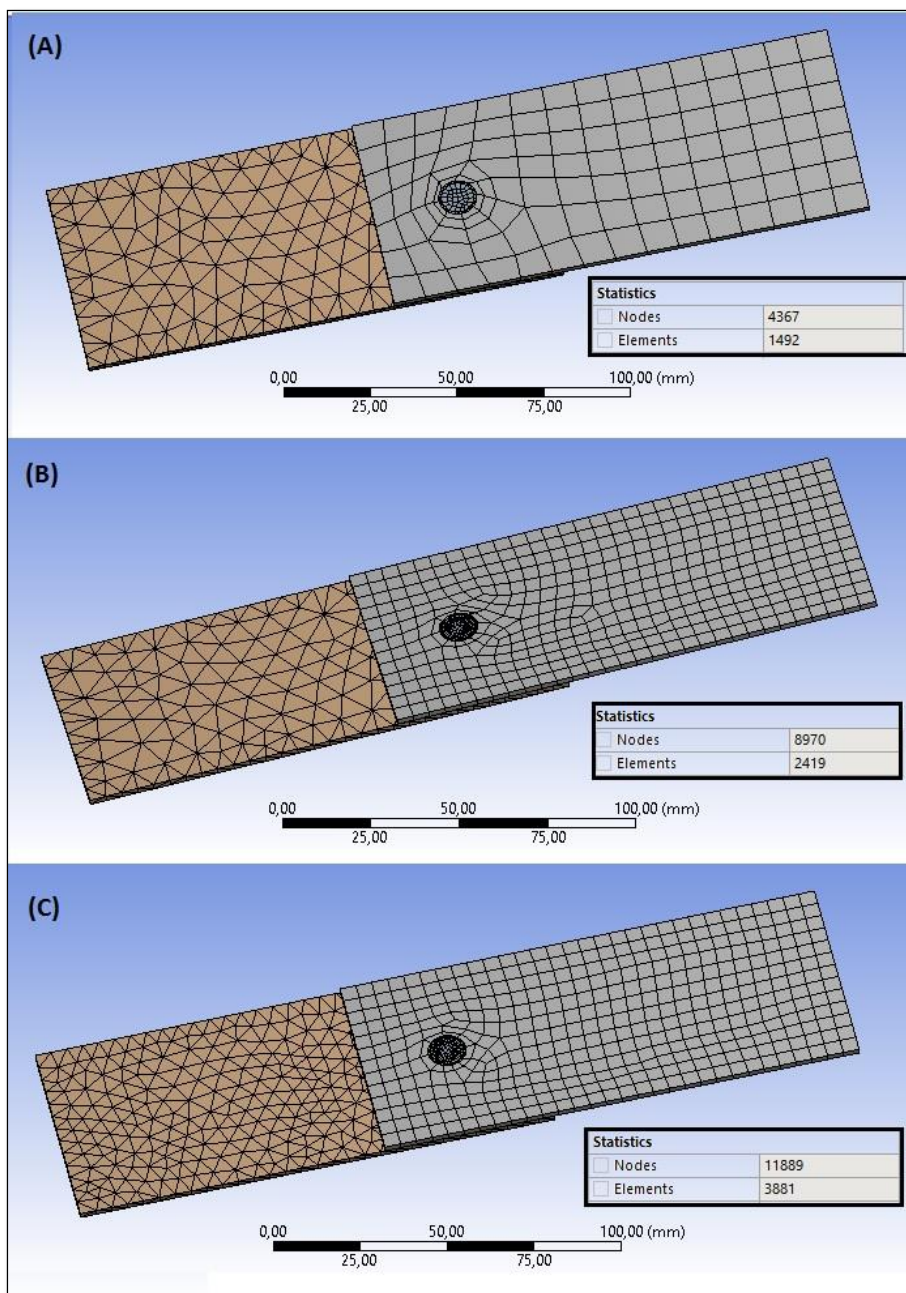 (A)
Statistics
Nodes 4367
Elements 1492
0,00 50,00 100,00 (mm)
25,00 75,00
(B)
Statistics
Nodes 8970
Elements 2419
0,00 50,00 100,00 (mm)
25,00 75,00
(C)
Statistics
Nodes 11889
Elements 3881
0,00 50,00 100,00 (mm)
25,00 75,00